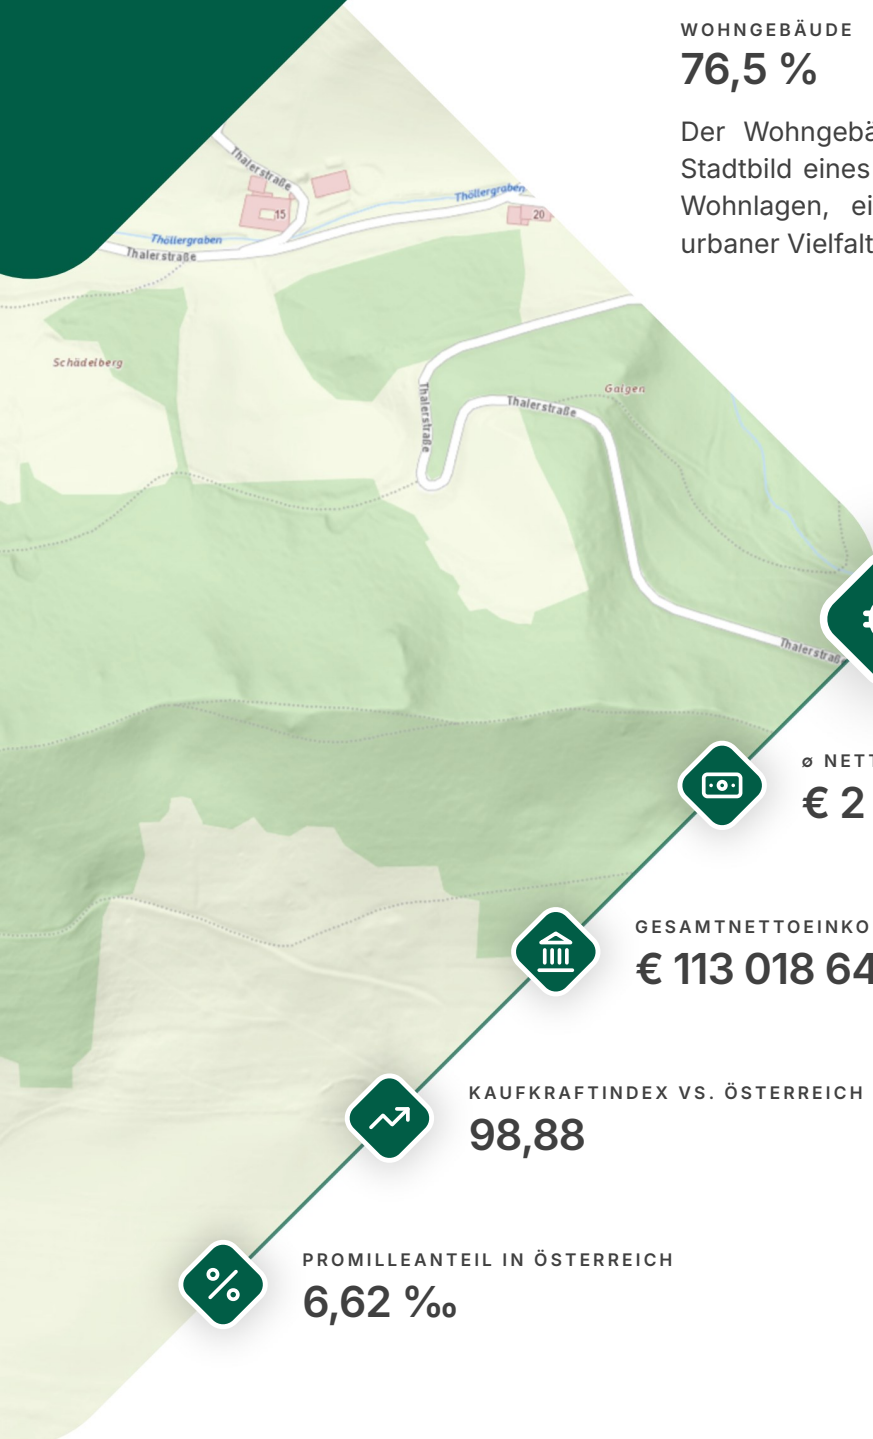 WOHNGEBÄUDE
76,5 %
Der Wohngebä
Stadtbild eines
Wohnlagen, ei
urbaner Vielfalt
Thalerstraße
15
Thöllergraben
20
Thöllergraben
Thalerstraße
Schädelberg
Galgen
Thalerstraße
Thalerstraße
Thalerstraß
ø NETT
€ 2
GESAMTNETTOEINKO
€ 113 018 64
KAUFKRAFTINDEX VS. ÖSTERREICH
98,88
PROMILLEANTEIL IN ÖSTERREICH
6,62 ‰